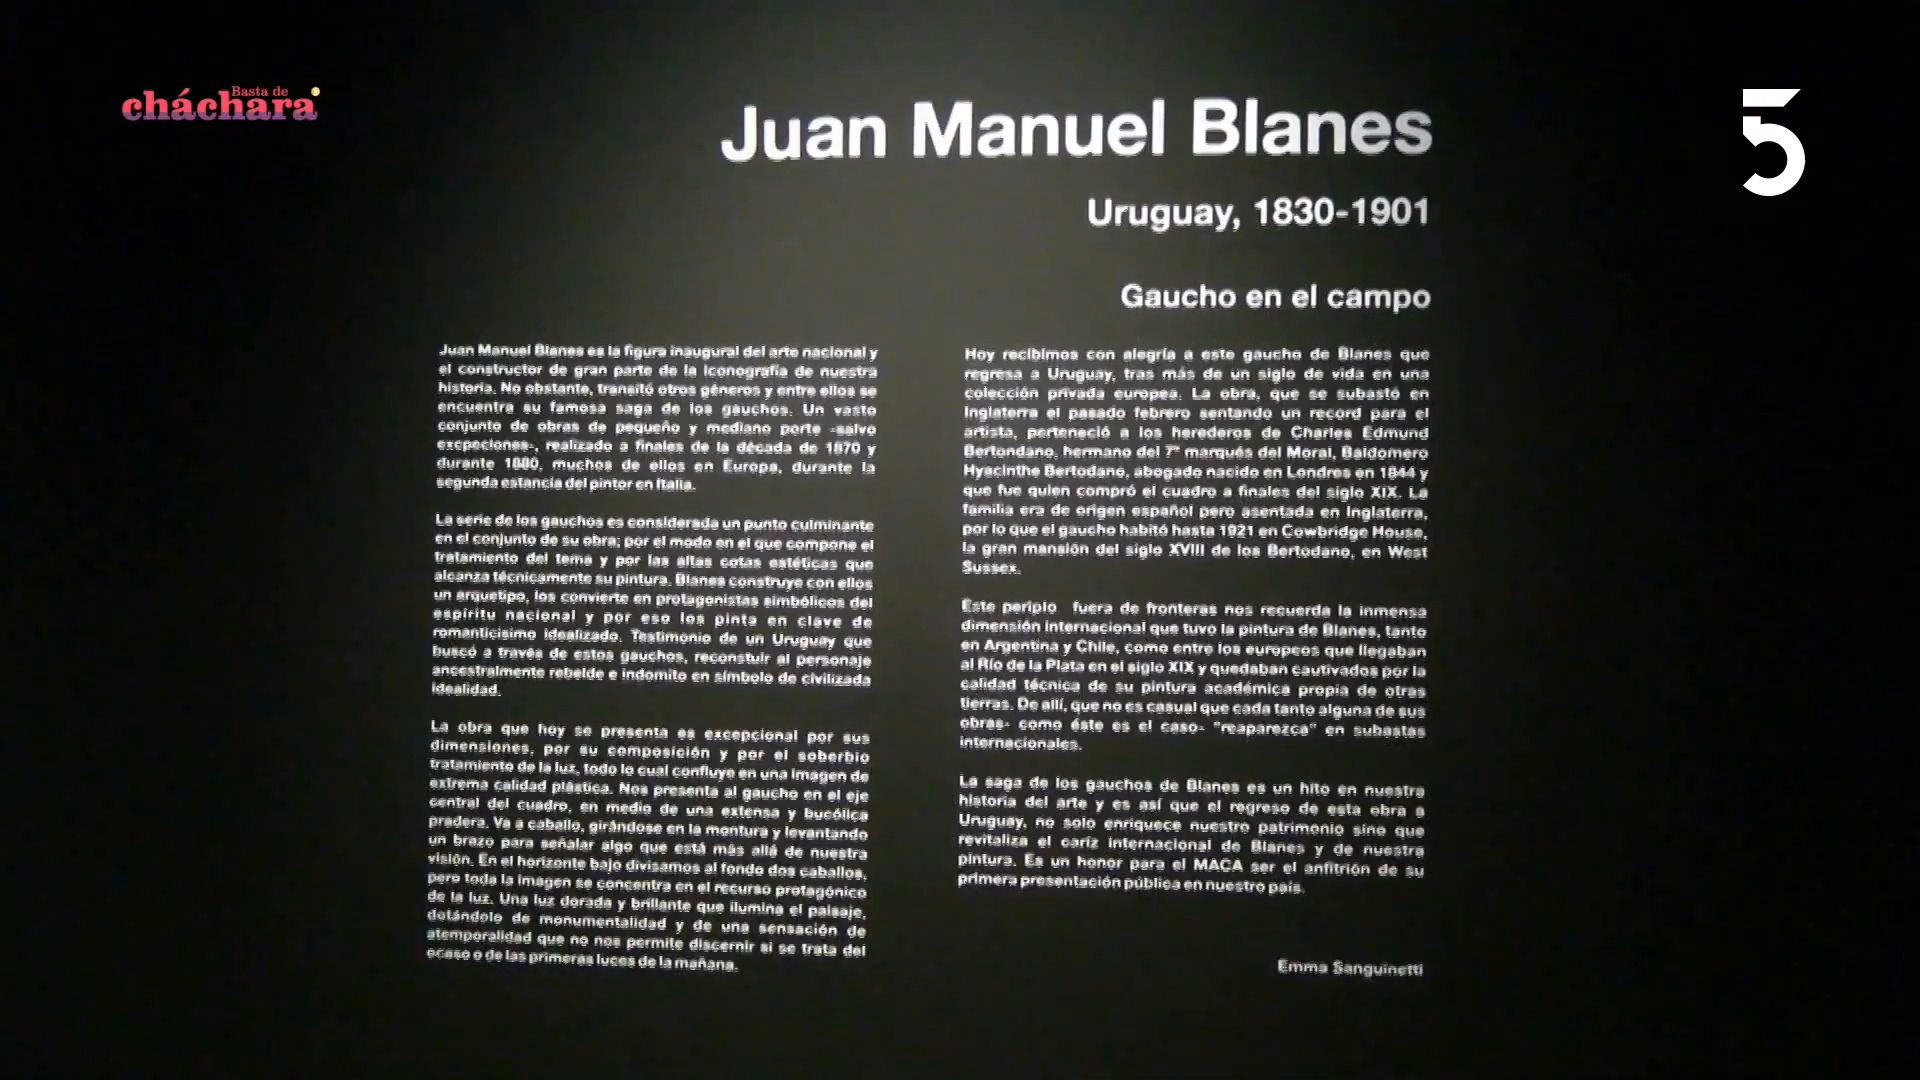 Basta de
cháchara
5
Juan Manuel Blanes
Uruguay, 1830-1901
Gaucho en el campo
Juan Manuel Blanes es la figura inaugural del arte nacional y
el constructor de gran parte de la iconografía de nuestra
historia. No obstante, transitó otros géneros y entre ellos se
encuentra su famosa saga de los gauchos. Un vasto
conjunto de obras de pequeño y mediano porte -salvo
excpeciones-, realizado a finales de la década de 1870 y
durante 1880, muchos de ellos en Europa, durante la
segunda estancia del pintor en Italia.
La serie de los gauchos es considerada un punto culminante
en el conjunto de su obra; por el modo en el que compone el
tratamiento del tema y por las altas cotas estéticas que
alcanza técnicamente su pintura. Blanes construye con ellos
un arquetipo, los convierte en protagonistas simbólicos del
espíritu nacional y por eso los pinta en clave de
romanticisimo idealizado. Testimonio de un Uruguay que
buscó a través de estos gauchos, reconstuir al personaje
ancestralmente rebelde e indomito en símbolo de civilizada
idealidad.
La obra que hoy se presenta es excepcional por sus
dimensiones, por su composición y por el soberbio
tratamiento de la luz, todo lo cual confluye en una imagen de
extrema calidad plástica. Nos presenta al gaucho en el eje
central del cuadro, en medio de una extensa y bucólica
pradera. Va a caballo, girándose en la montura y levantando
un brazo para señalar algo que está más allá de nuestra
visión. En el horizonte bajo divisamos al fondo dos caballos,
pero toda la imagen se concentra en el recurso protagónico
de la luz. Una luz dorada y brillante que ilumina el paisaje,
dotándolo de monumentalidad y de una sensación de
atemporalidad que no nos permite discernir si se trata del
ocaso o de las primeras luces de la mañana.
Hoy recibimos con alegría a este gaucho de Blanes que
regresa a Uruguay, tras más de un siglo de vida en una
colección privada europea. La obra, que se subastó en
Inglaterra el pasado febrero sentando un record para el
artista, perteneció a los herederos de Charles Edmund
Bertondano, hermano del 7º marqués del Moral, Baldomero
Hyacinthe Bertodano, abogado nacido en Londres en 1844 y
que fue quien compró el cuadro a finales del siglo XIX. La
familia era de origen español pero asentada en Inglaterra,
por lo que el gaucho habitó hasta 1921 en Cowbridge House,
la gran mansión del siglo XVIII de los Bertodano, en West
Sussex.
Este periplo fuera de fronteras nos recuerda la inmensa
dimensión internacional que tuvo la pintura de Blanes, tanto
en Argentina y Chile, como entre los europeos que llegaban
al Río de la Plata en el siglo XIX y quedaban cautivados por la
calidad técnica de su pintura académica propia de otras
tierras. De allí, que no es casual que cada tanto alguna de sus
obras- como éste es el caso- "reaparezca" en subastas
internacionales.
La saga de los gauchos de Blanes es un hito en nuestra
historia del arte y es así que el regreso de esta obra a
Uruguay, no solo enriquece nuestro patrimonio sino que
revitaliza el cariz internacional de Blanes y de nuestra
pintura. Es un honor para el MACA ser el anfitrión de su
primera presentación pública en nuestro país.
Emma Sanguinetti